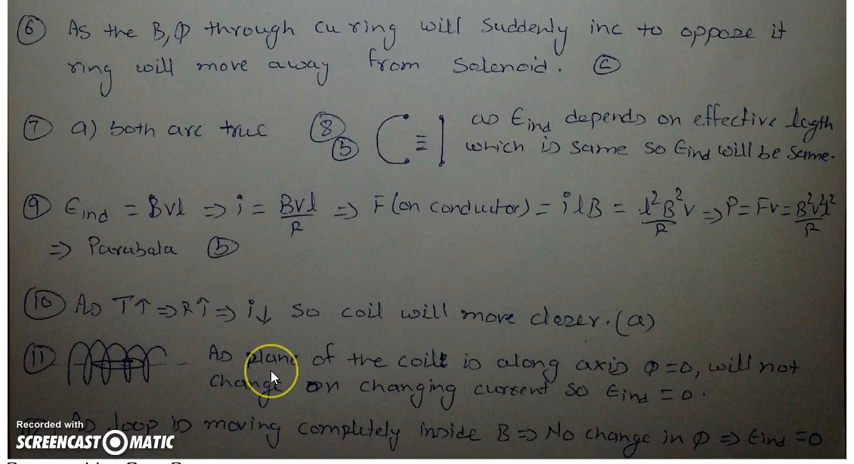 ⑥ As the B, φ through Cu ring will suddenly inc to oppose it
ring will move away from Solenoid. ⓒ
⑦ a) both are true ⑧ as Eind depends on effective legth
ⓑ which is same so Eind will be same.
⑨ Eind = Bvl ⇒ i = Bvl/R ⇒ F(on conductor) = ilB = l²B²v/R ⇒ P = Fv = B²v²l²/R
⇒ Parabala ⓑ
⑩ As T↑ ⇒ R↑ ⇒ i↓ so coil will move closer. (a)
⑪ As plane of the coil is along axis φ=0, will not
change on changing current so Eind = 0.
As loop is moving completely inside B ⇒ No change in φ ⇒ Eind = 0
Recorded with
SCREENCAST-O-MATIC